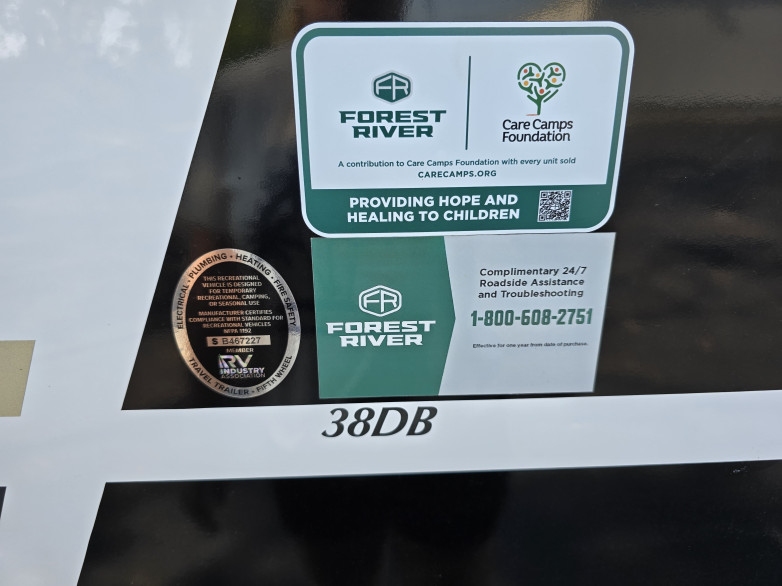 FR
FOREST
RIVER
Care Camps
Foundation
A contribution to Care Camps Foundation with every unit sold
CARECAMPS.ORG
PROVIDING HOPE AND
HEALING TO CHILDREN
ELECTRICAL • PLUMBING • HEATING • FIRE SAFETY
THIS RECREATIONAL
VEHICLE IS DESIGNED
FOR TEMPORARY
RECREATIONAL, CAMPING,
OR SEASONAL USE
MANUFACTURER CERTIFIES
COMPLIANCE WITH STANDARD FOR
RECREATIONAL VEHICLES
NFPA 1192
S B467227
MEMBER
RV
INDUSTRY
ASSOCIATION
TRAVEL TRAILER - FIFTH WHEEL
FR
FOREST
RIVER
Complimentary 24/7
Roadside Assistance
and Troubleshooting
1-800-608-2751
Effective for one year from date of purchase.
38DB